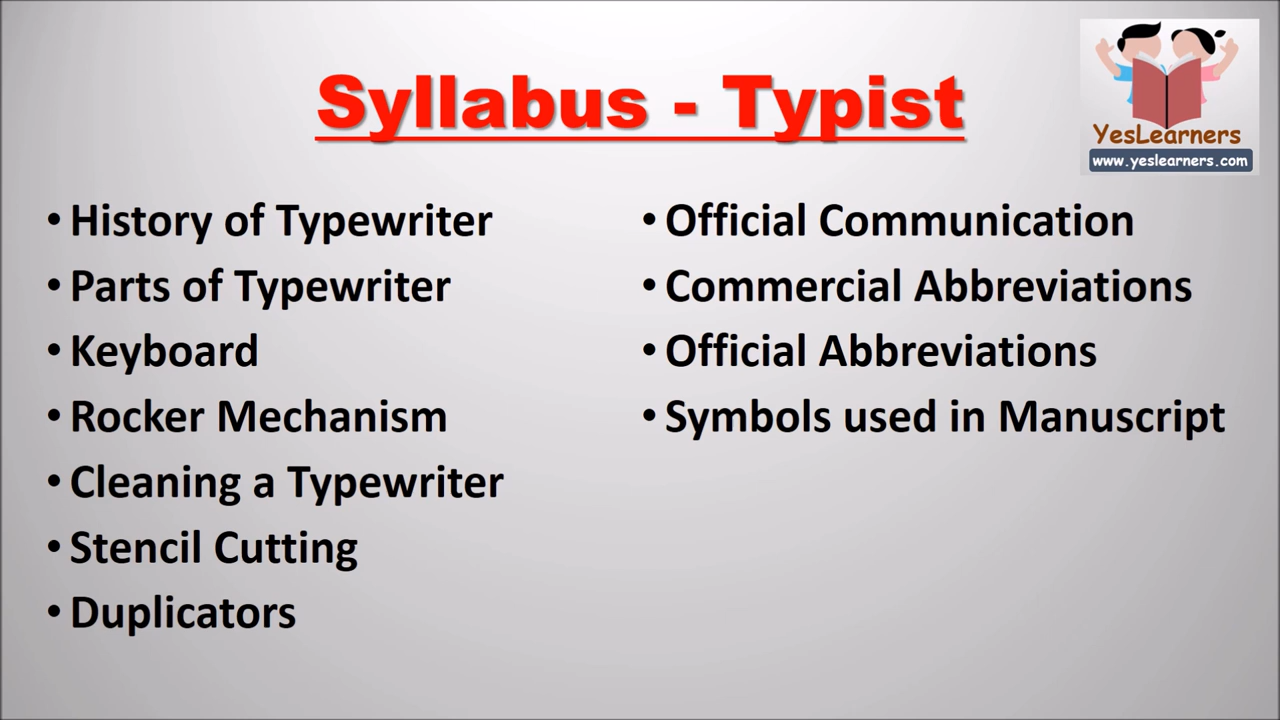 Syllabus - Typist
YesLearners
www.yeslearners.com
• History of Typewriter
• Parts of Typewriter
• Keyboard
• Rocker Mechanism
• Cleaning a Typewriter
• Stencil Cutting
• Duplicators
• Official Communication
• Commercial Abbreviations
• Official Abbreviations
• Symbols used in Manuscript